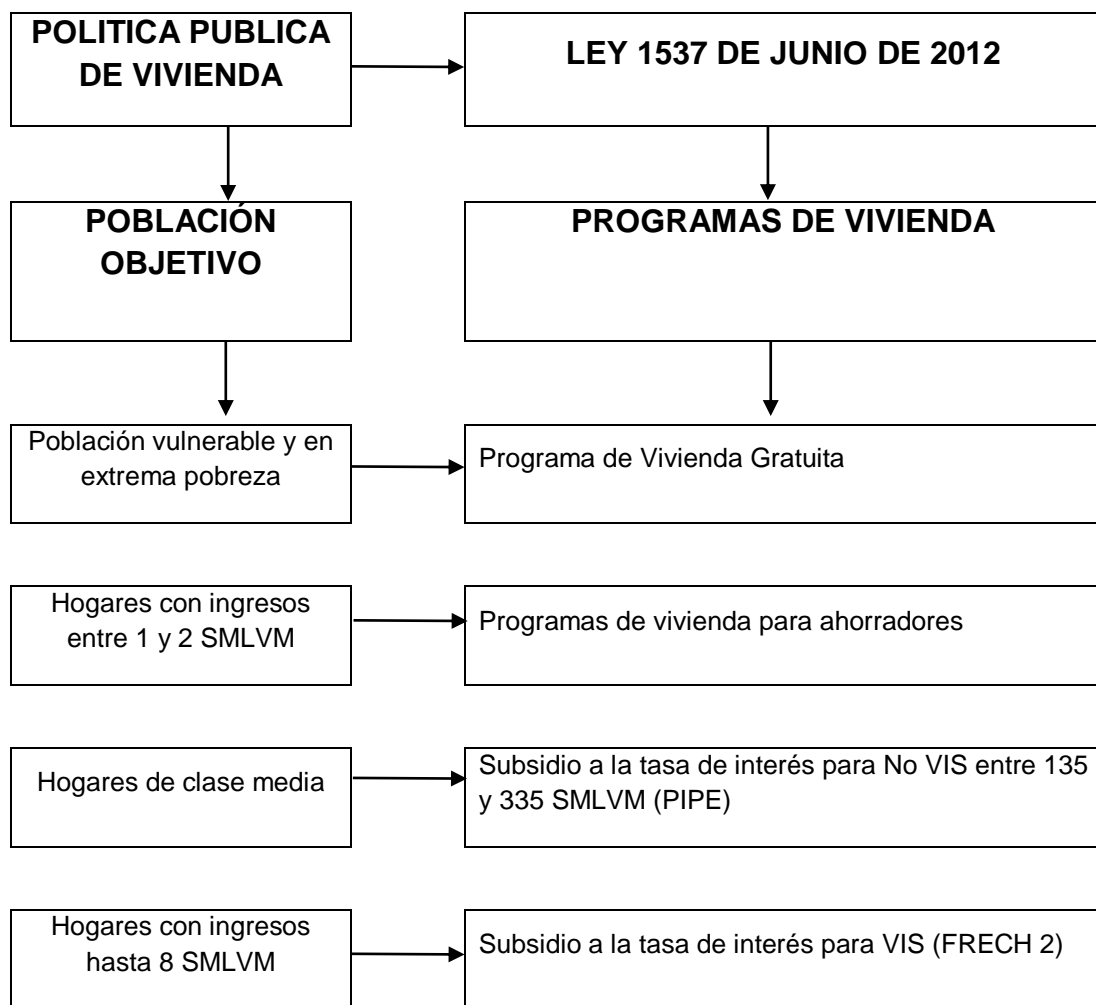 POLITICA PUBLICA
DE VIVIENDA
LEY 1537 DE JUNIO DE 2012
POBLACIÓN
OBJETIVO
PROGRAMAS DE VIVIENDA
Población vulnerable y en
extrema pobreza
Programa de Vivienda Gratuita
Hogares con ingresos
entre 1 y 2 SMLVM
Programas de vivienda para ahorradores
Hogares de clase media
Subsidio a la tasa de interés para No VIS entre 135
y 335 SMLVM (PIPE)
Hogares con ingresos
hasta 8 SMLVM
Subsidio a la tasa de interés para VIS (FRECH 2)